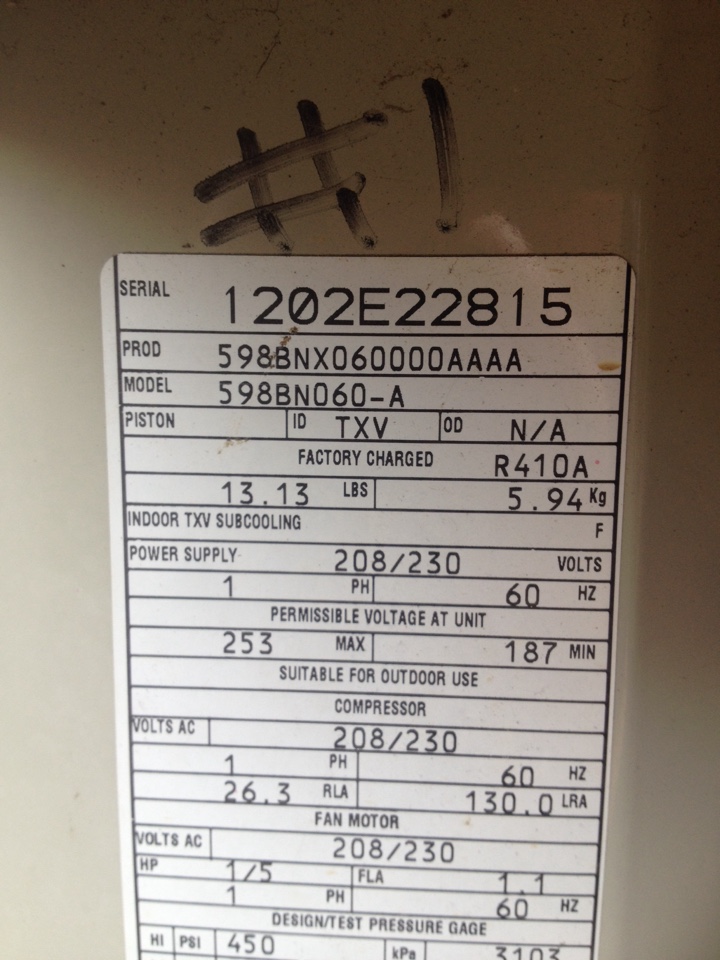 #1
SERIAL 1202E22815
PROD 598BNX060000AAAA
MODEL 598BN060-A
PISTON ID TXV OD N/A
FACTORY CHARGED R410A
13.13 LBS 5.94 Kg
INDOOR TXV SUBCOOLING F
POWER SUPPLY 208/230 VOLTS
1 PH 60 HZ
PERMISSIBLE VOLTAGE AT UNIT
253 MAX 187 MIN
SUITABLE FOR OUTDOOR USE
COMPRESSOR
VOLTS AC 208/230
1 PH 60 HZ
26.3 RLA 130.0 LRA
FAN MOTOR
VOLTS AC 208/230
HP 1/5 FLA 1.1
1 PH 60 HZ
DESIGN/TEST PRESSURE GAGE
HI PSI 450 kPa 3103